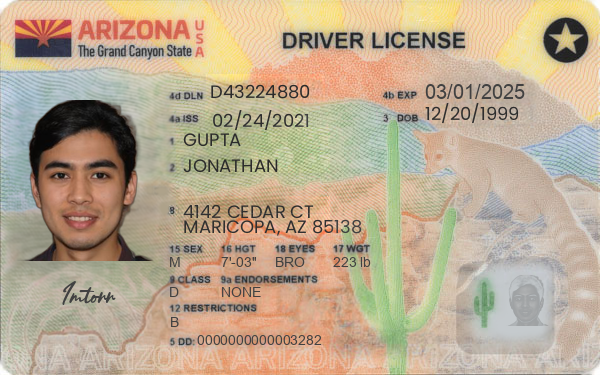 ARIZONA USA
The Grand Canyon State
DRIVER LICENSE
4d DLN D43224880
4b EXP 03/01/2025
4a ISS 02/24/2021
3 DOB 12/20/1999
1 GUPTA
2 JONATHAN
8 4142 CEDAR CT
MARICOPA, AZ 85138
15 SEX 16 HGT 18 EYES 17 WGT
M 7'-03" BRO 223 lb
9 CLASS 9a ENDORSEMENTS
D NONE
12 RESTRICTIONS
B
5 DD: 0000000000003282
ARIZONA ARIZONA ARIZONA ARIZONA